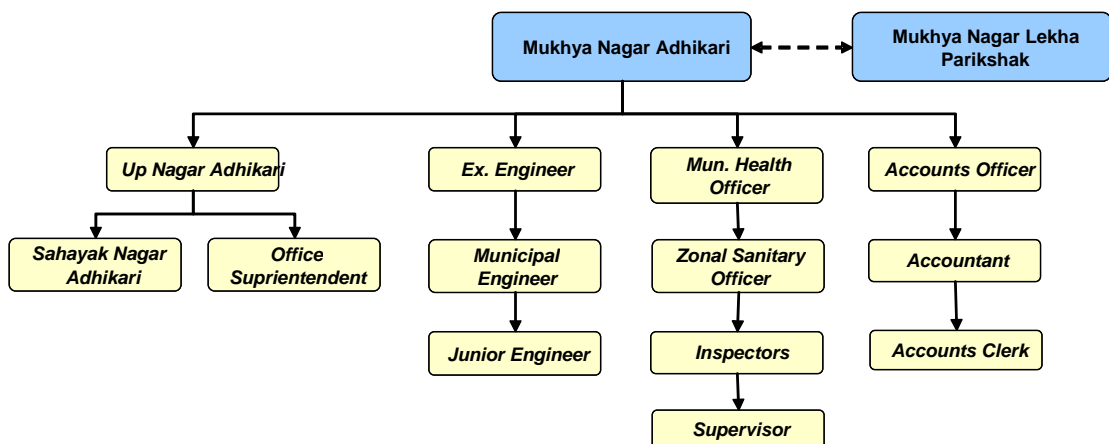 Mukhya Nagar Adhikari
Mukhya Nagar Lekha
Parikshak
Up Nagar Adhikari
Ex. Engineer
Mun. Health
Officer
Accounts Officer
Sahayak Nagar
Adhikari
Office
Suprientendent
Municipal
Engineer
Zonal Sanitary
Officer
Accountant
Junior Engineer
Inspectors
Accounts Clerk
Supervisor